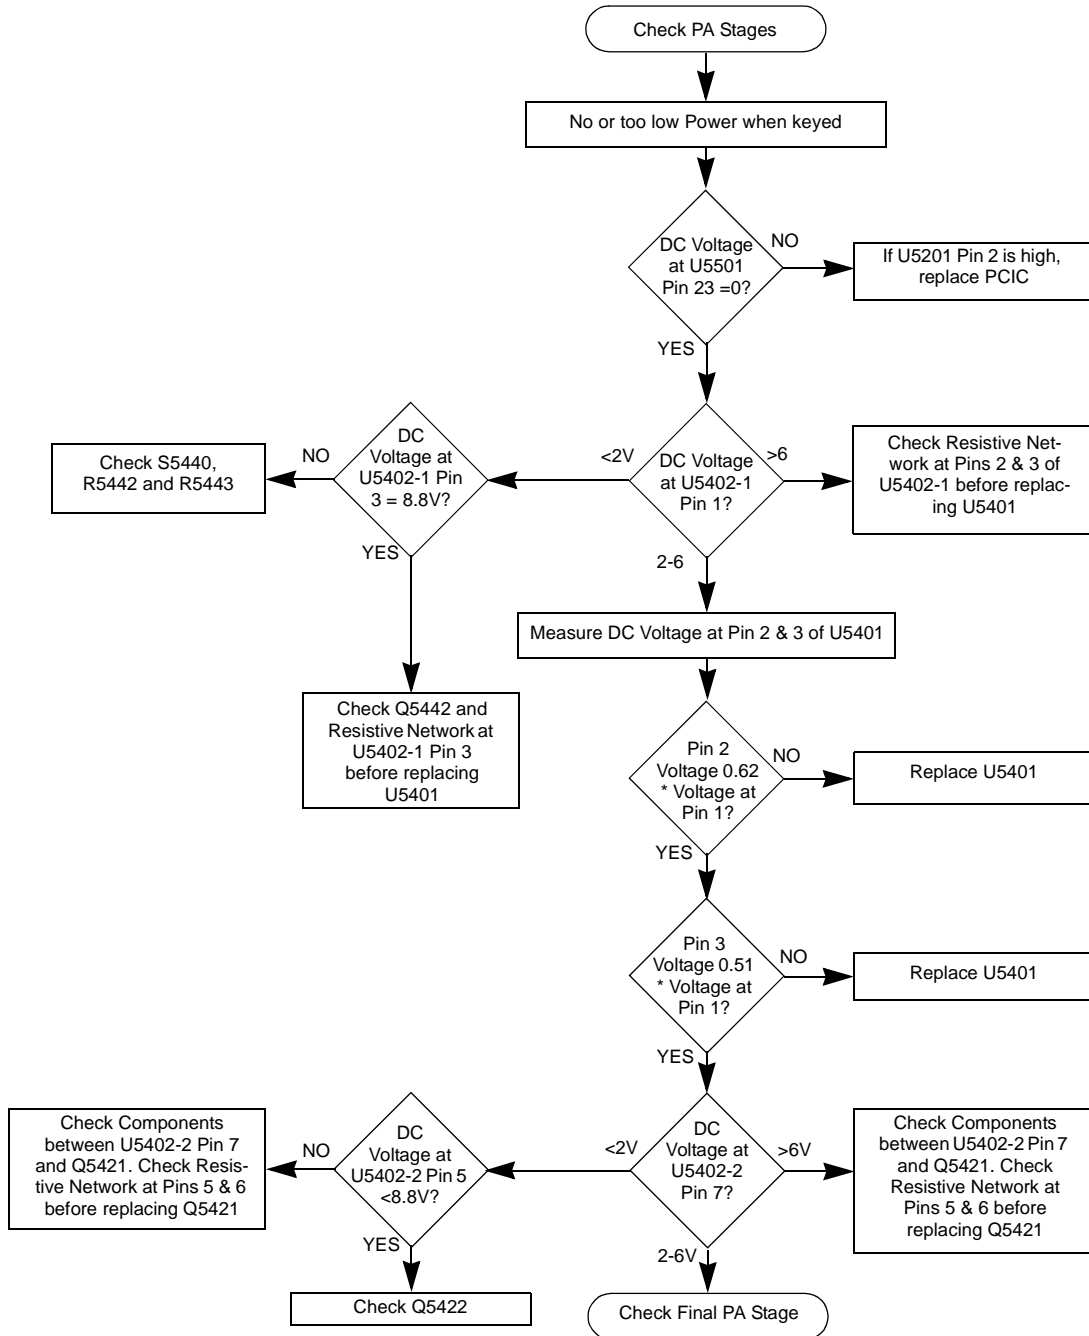 Check PA Stages
No or too low Power when keyed
DC Voltage
at U5501
Pin 23 =0?
NO
If U5201 Pin 2 is high,
replace PCIC
YES
DC
Voltage at
U5402-1 Pin
3 = 8.8V?
NO
Check S5440,
R5442 and R5443
<2V
DC Voltage
at U5402-1
Pin 1?
>6
Check Resistive Net-
work at Pins 2 & 3 of
U5402-1 before replac-
ing U5401
YES
2-6
Measure DC Voltage at Pin 2 & 3 of U5401
Check Q5442 and
Resistive Network at
U5402-1 Pin 3
before replacing
U5401
Pin 2
Voltage 0.62
* Voltage at
Pin 1?
NO
Replace U5401
YES
Pin 3
Voltage 0.51
* Voltage at
Pin 1?
NO
Replace U5401
YES
Check Components
between U5402-2 Pin 7
and Q5421. Check Resis-
tive Network at Pins 5 & 6
before replacing Q5421
NO
DC
Voltage at
U5402-2 Pin 5
<8.8V?
<2V
DC
Voltage at
U5402-2
Pin 7?
>6V
Check Components
between U5402-2 Pin 7
and Q5421. Check
Resistive Network at
Pins 5 & 6 before
replacing Q5421
YES
2-6V
Check Q5422
Check Final PA Stage